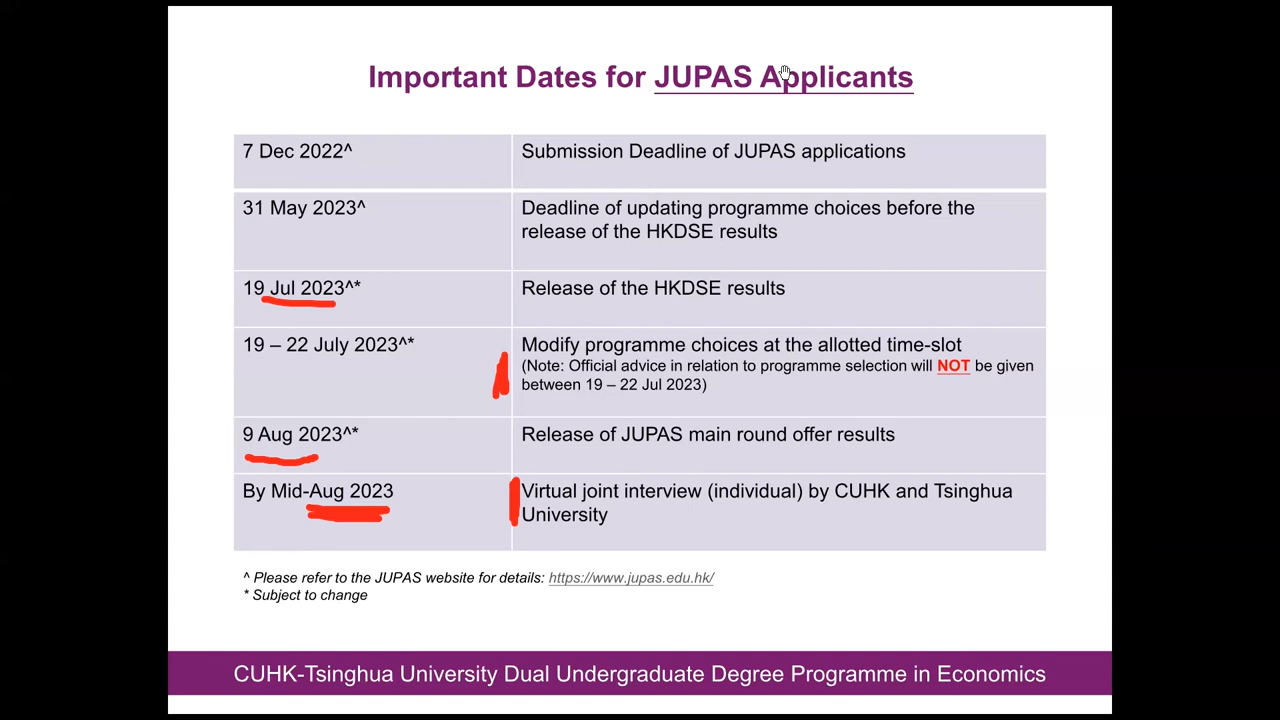 Important Dates for JUPAS Applicants
7 Dec 2022^
Submission Deadline of JUPAS applications
31 May 2023^
Deadline of updating programme choices before the
release of the HKDSE results
19 Jul 2023^*
Release of the HKDSE results
19 – 22 July 2023^*
Modify programme choices at the allotted time-slot
(Note: Official advice in relation to programme selection will NOT be given
between 19 – 22 Jul 2023)
9 Aug 2023^*
Release of JUPAS main round offer results
By Mid-Aug 2023
Virtual joint interview (individual) by CUHK and Tsinghua
University
^ Please refer to the JUPAS website for details: https://www.jupas.edu.hk/
* Subject to change
CUHK-Tsinghua University Dual Undergraduate Degree Programme in Economics